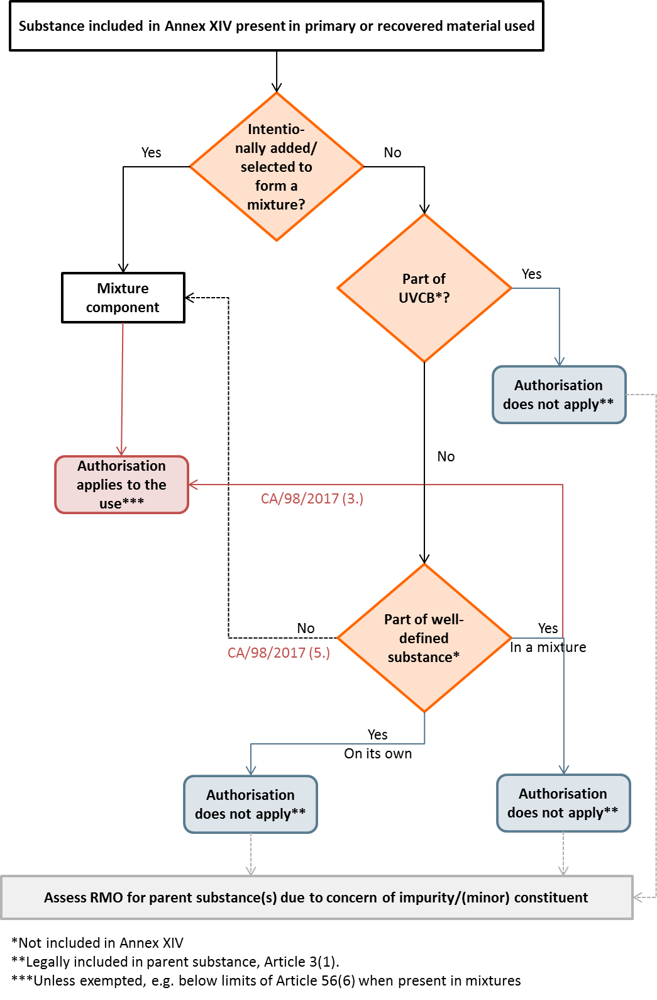 Substance included in Annex XIV present in primary or recovered material used
Intentio-
nally added/
selected to
form a
mixture?
Yes
No
Part of
UVCB*?
Yes
Mixture
component
Authorisation
does not apply**
No
Authorisation
applies to the
use***
CA/98/2017 (3.)
Part of well-
defined
substance*
No
CA/98/2017 (5.)
Yes
In a mixture
Yes
On its own
Authorisation
does not apply**
Authorisation
does not apply**
Assess RMO for parent substance(s) due to concern of impurity/(minor) constituent
*Not included in Annex XIV
**Legally included in parent substance, Article 3(1).
***Unless exempted, e.g. below limits of Article 56(6) when present in mixtures